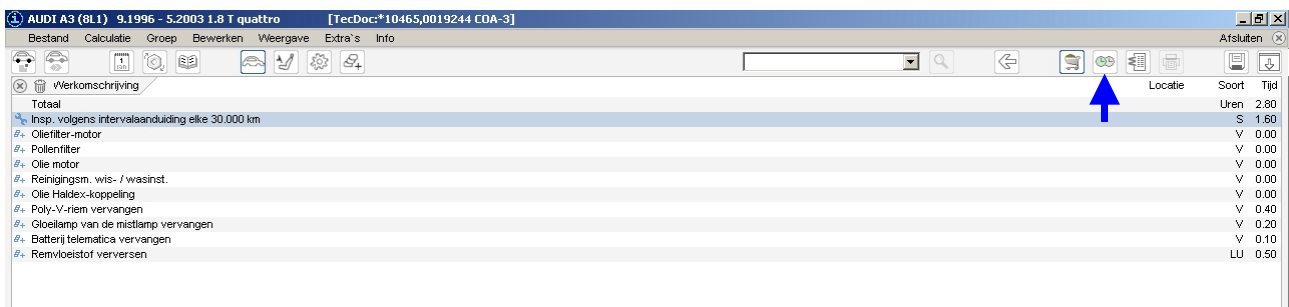 AUDI A3 (8L1) 9.1996 - 5.2003 1.8 T quattro [TecDoc:*10465,0019244 COA-3]
Bestand Calculatie Groep Bewerken Weergave Extra`s Info Afsluiten
Werkomschrijving Locatie Soort Tijd
Totaal Uren 2.80
Insp. volgens intervalaanduiding elke 30.000 km S 1.60
Oliefilter-motor V 0.00
Pollenfilter V 0.00
Olie motor V 0.00
Reinigingsm. wis- / wasinst. V 0.00
Olie Haldex-koppeling V 0.00
Poly-V-riem vervangen V 0.40
Gloeilamp van de mistlamp vervangen V 0.20
Batterij telematica vervangen V 0.10
Remvloeistof verversen LU 0.50